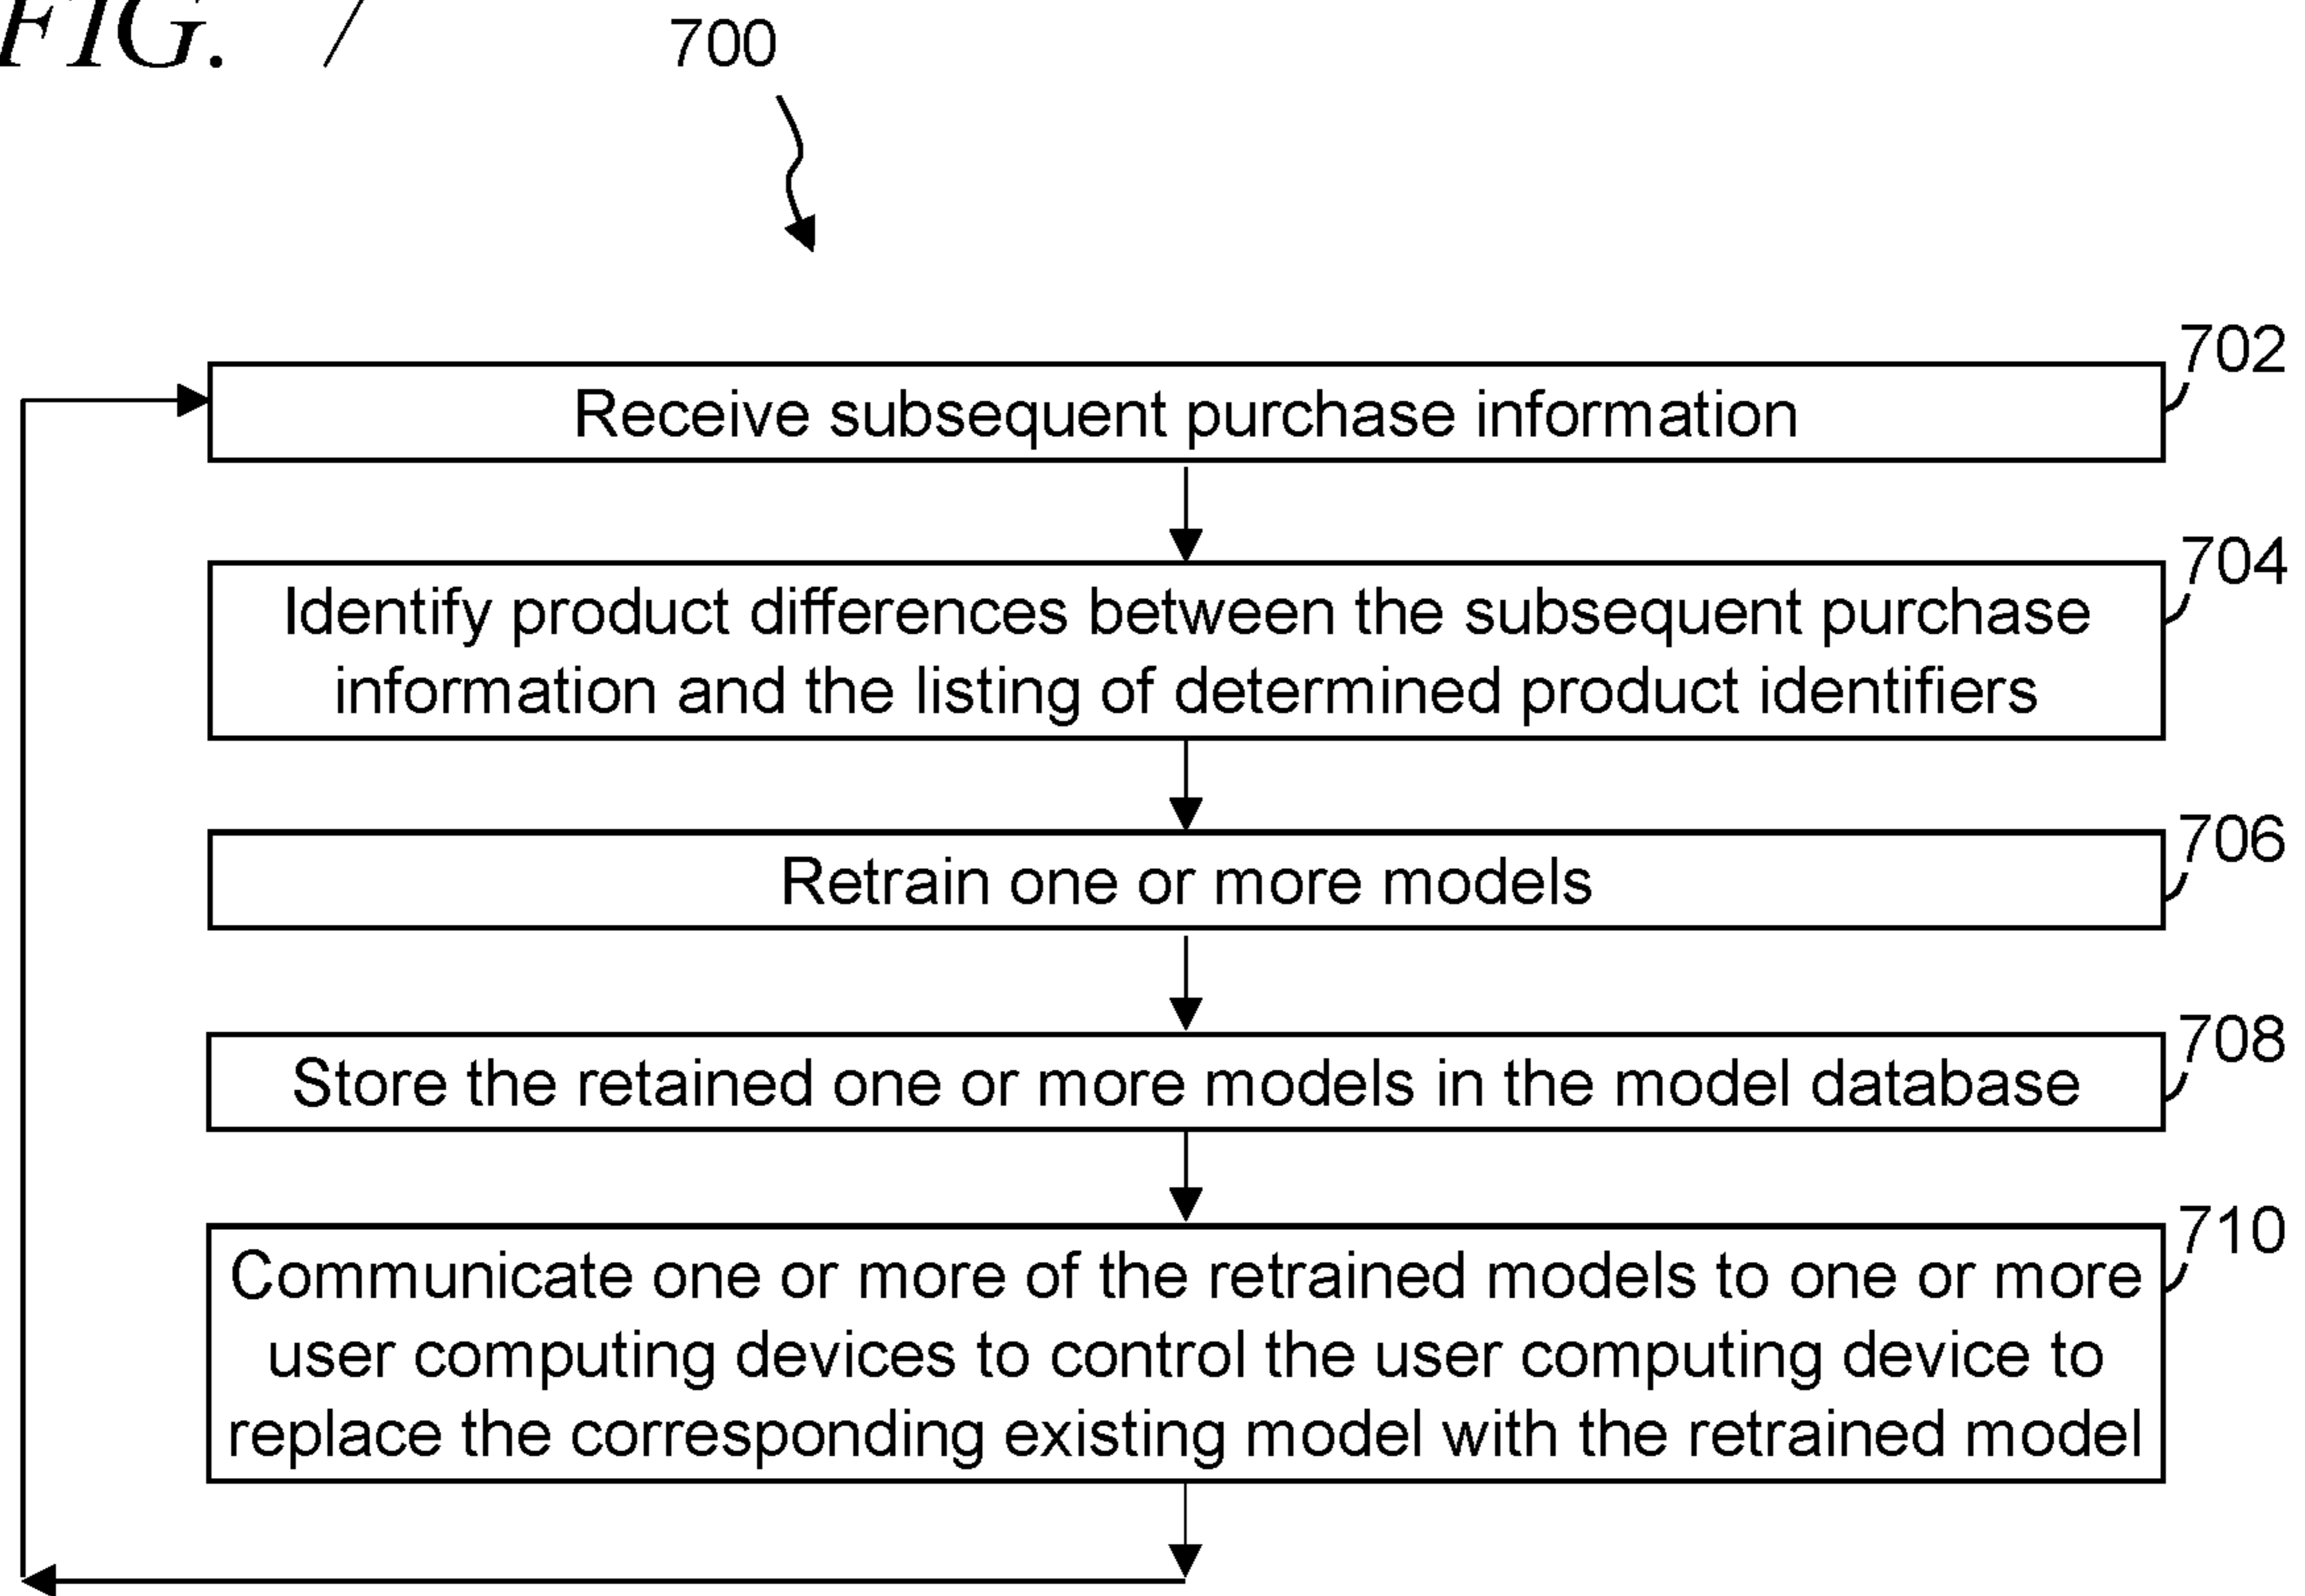 FIG. 7
700
702
Receive subsequent purchase information
704
Identify product differences between the subsequent purchase
information and the listing of determined product identifiers
706
Retrain one or more models
708
Store the retained one or more models in the model database
710
Communicate one or more of the retrained models to one or more
user computing devices to control the user computing device to
replace the corresponding existing model with the retrained model